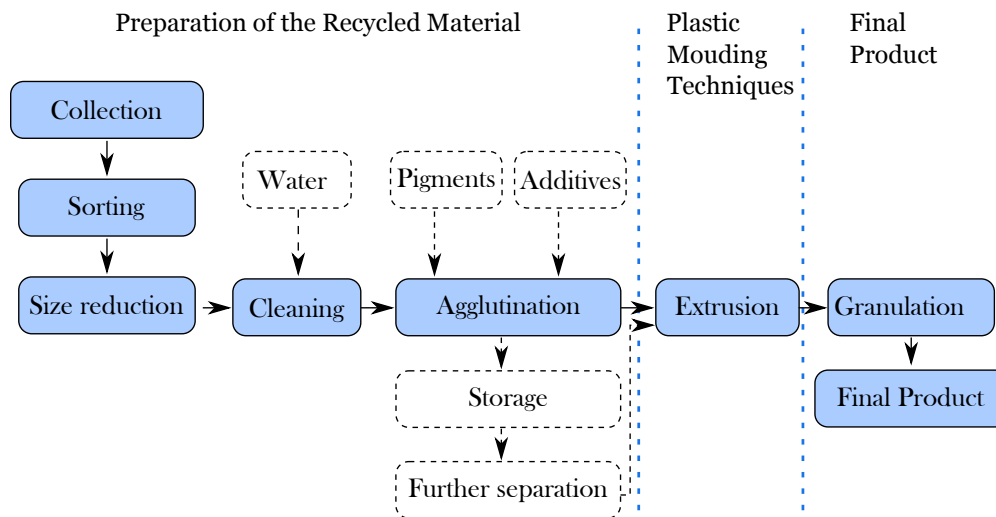 Preparation of the Recycled Material
Plastic
Mouding
Techniques
Final
Product
Collection
Sorting
Size reduction
Water
Cleaning
Pigments
Additives
Agglutination
Storage
Further separation
Extrusion
Granulation
Final Product